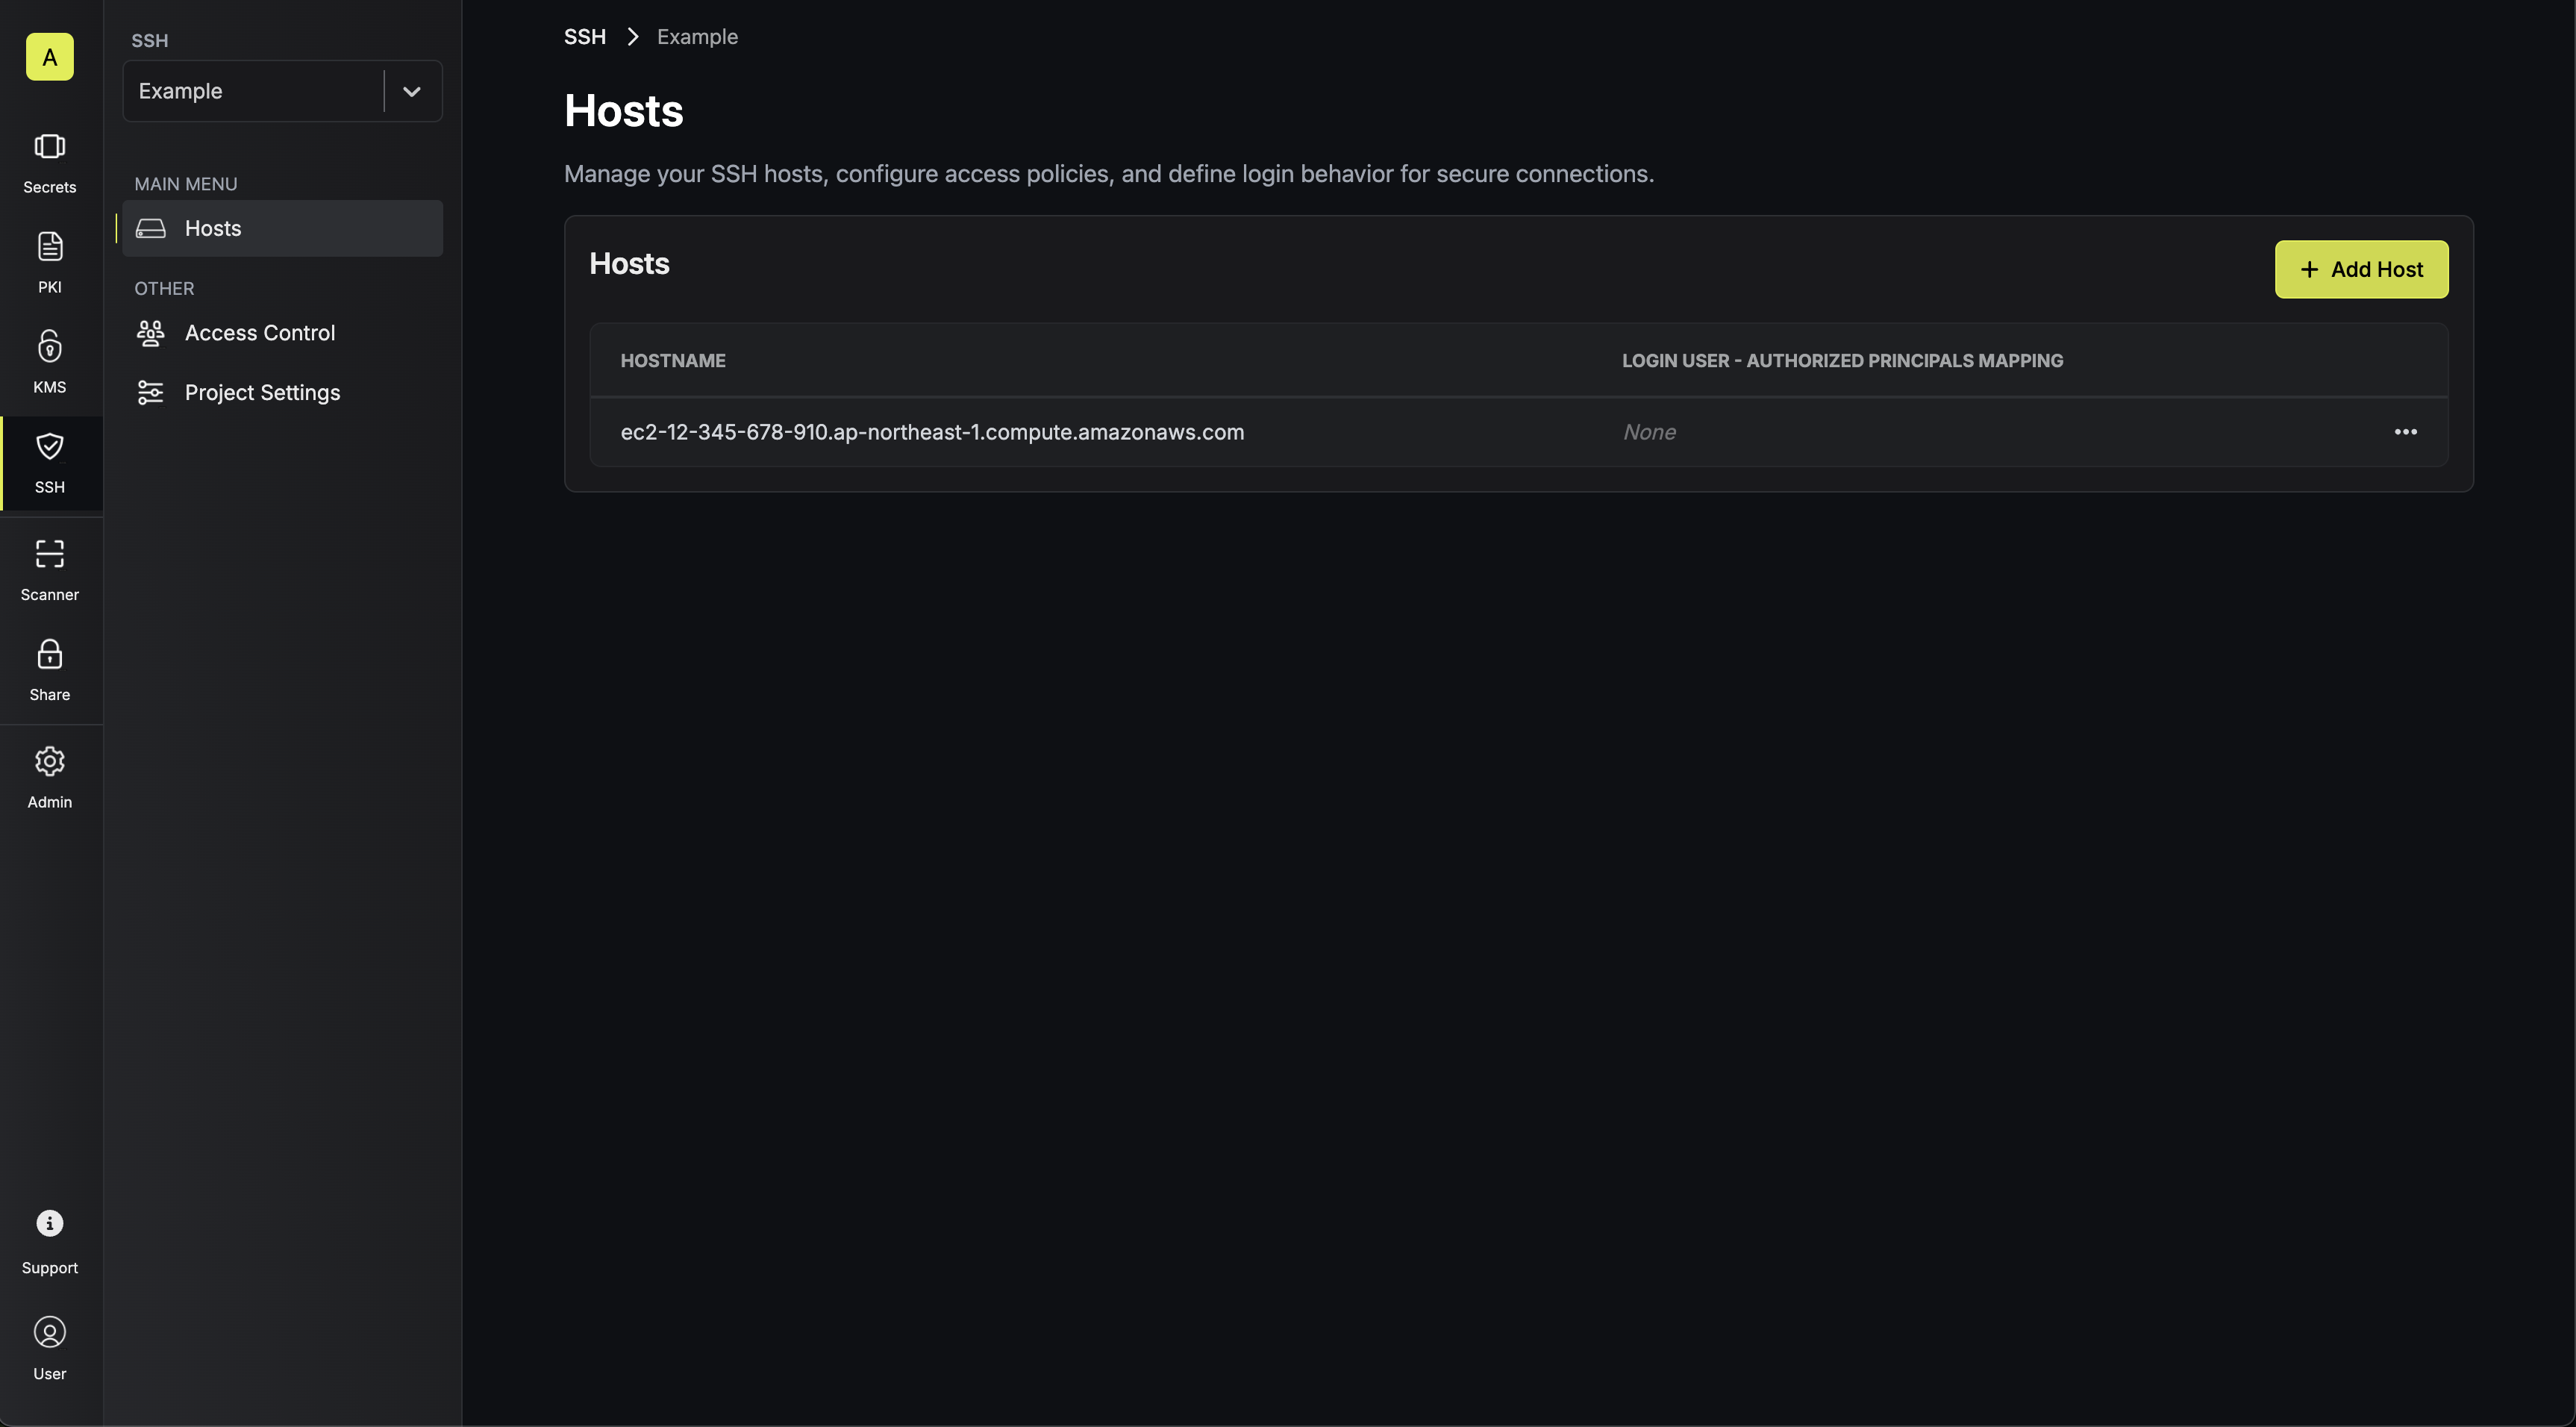 A
Secrets
PKI
KMS
SSH
Scanner
Share
Admin
Support
User
SSH
Example
MAIN MENU
Hosts
OTHER
Access Control
Project Settings
SSH > Example
Hosts
Manage your SSH hosts, configure access policies, and define login behavior for secure connections.
Hosts
+ Add Host
HOSTNAME LOGIN USER - AUTHORIZED PRINCIPALS MAPPING
ec2-12-345-678-910.ap-northeast-1.compute.amazonaws.com None